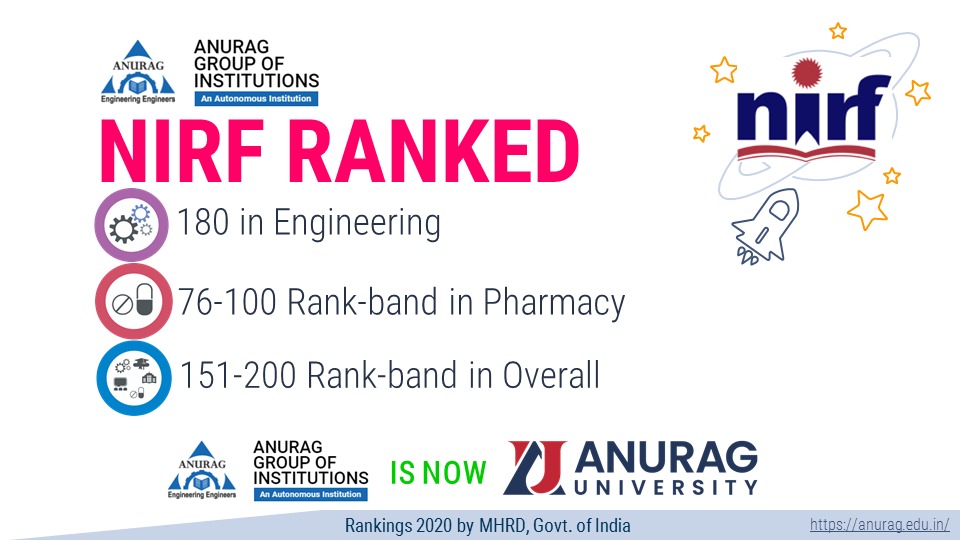 ANURAG
Engineering Engineers
ANURAG
GROUP OF
INSTITUTIONS
An Autonomous Institution
nirf
NIRF RANKED
180 in Engineering
76-100 Rank-band in Pharmacy
151-200 Rank-band in Overall
ANURAG
Engineering Engineers
ANURAG
GROUP OF
INSTITUTIONS
An Autonomous Institution
IS NOW
ANURAG
UNIVERSITY
Rankings 2020 by MHRD, Govt. of India
https://anurag.edu.in/